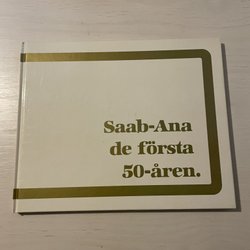 Saab-Ana
de första
50-åren.